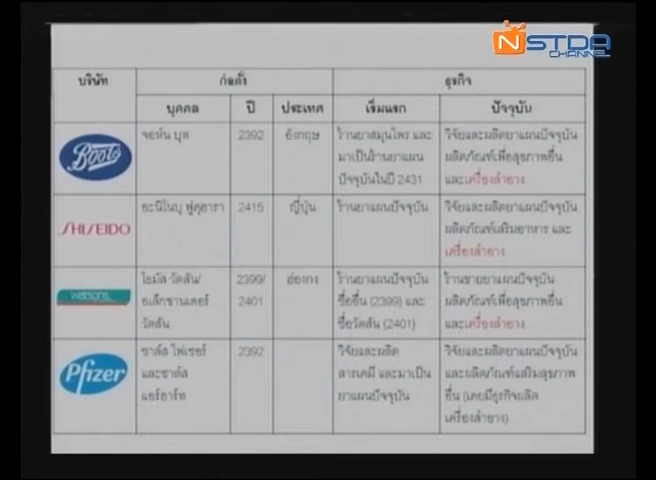 NSTDA
CHANNEL
บริษัท ก่อตั้ง ธุรกิจ
บุคคล ปี ประเทศ เริ่มแรก ปัจจุบัน
Boots
จอห์น บูท
2392
อังกฤษ
ร้านยาสมุนไพร และ
มาเป็นร้านยาแผน
ปัจจุบันในปี 2431
วิจัยและผลิตยาแผนปัจจุบัน
ผลิตภัณฑ์เพื่อสุขภาพอื่น
และเครื่องสำอาง
SHISEIDO
อะริโนบุ ฟูคุฮารา
2415
ญี่ปุ่น
ร้านยาแผนปัจจุบัน
วิจัยและผลิตยาแผนปัจจุบัน
ผลิตภัณฑ์เสริมอาหาร และ
เครื่องสำอาง
watsons
โธมัส วัตสัน/
อเล็กซานเดอร์
วัตสัน
2399/
2401
ฮ่องกง
ร้านยาแผนปัจจุบัน
ชื่ออื่น (2399) และ
ชื่อวัตสัน (2401)
ร้านขายยาแผนปัจจุบัน
ผลิตภัณฑ์เพื่อสุขภาพอื่น
และเครื่องสำอาง
Pfizer
ชาล์ส ไฟเซอร์
และชาล์ส
แอร์ฮาร์ท
2392
วิจัยและผลิต
สารเคมี และมาเป็น
ยาแผนปัจจุบัน
วิจัยและผลิตยาแผนปัจจุบัน
และผลิตภัณฑ์เสริมสุขภาพ
อื่น (เคยมีธุรกิจผลิต
เครื่องสำอาง)